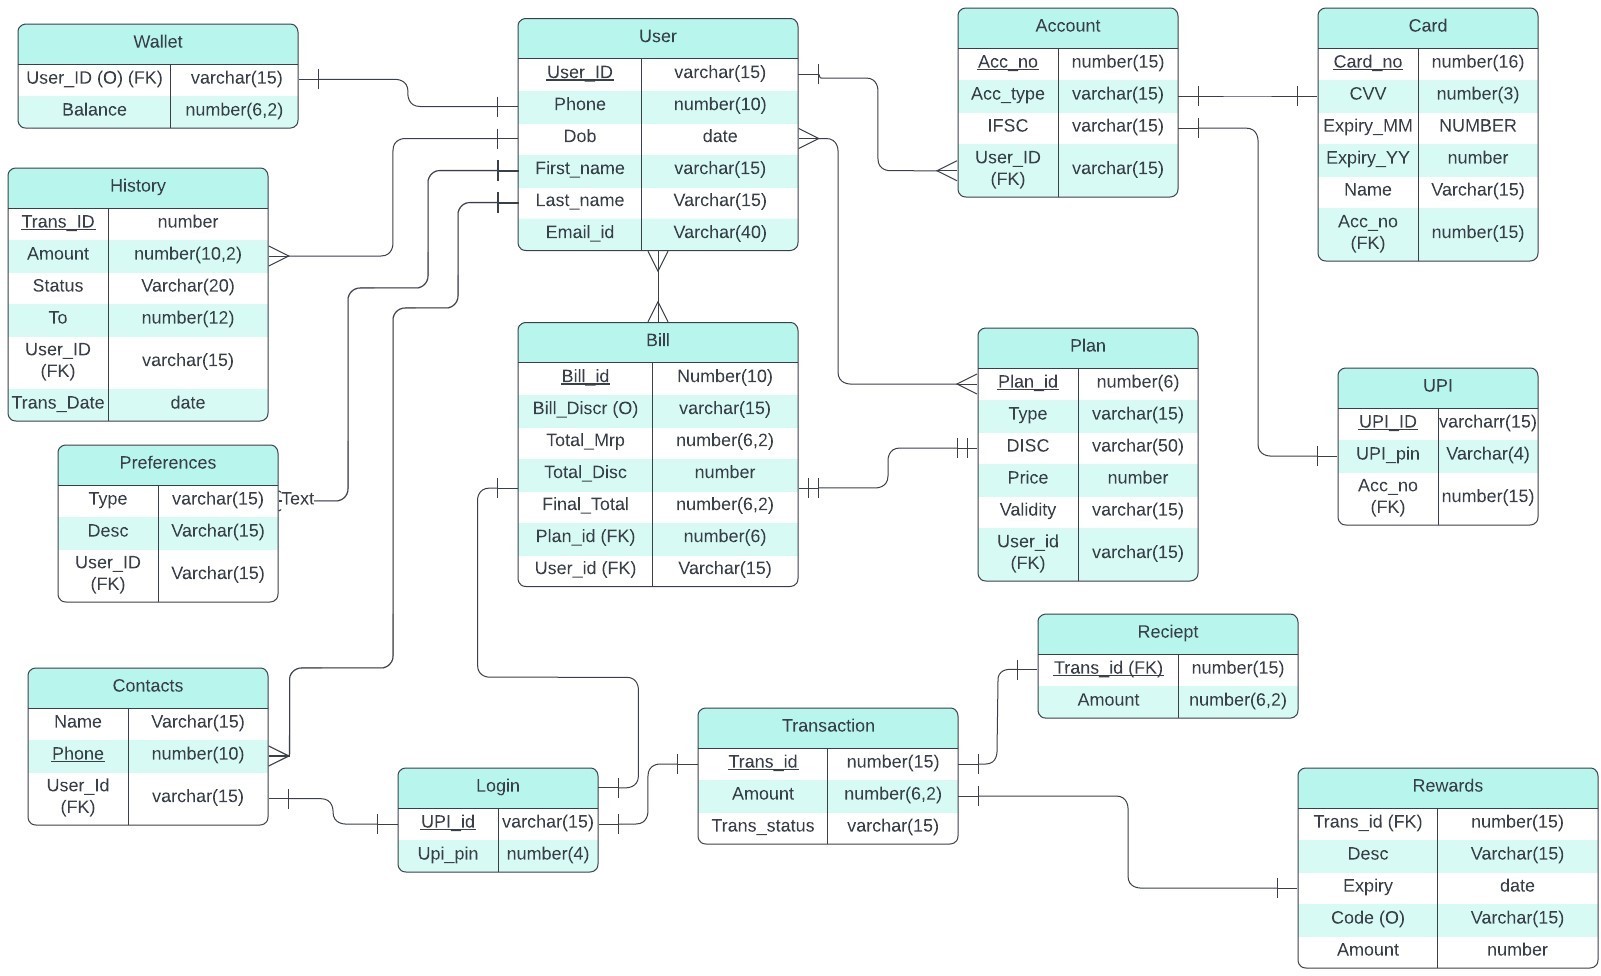 Wallet
User_ID (O) (FK) varchar(15)
Balance number(6,2)
User
User_ID varchar(15)
Phone number(10)
Dob date
First_name varchar(15)
Last_name Varchar(15)
Email_id Varchar(40)
Account
Acc_no number(15)
Acc_type varchar(15)
IFSC varchar(15)
User_ID
(FK) varchar(15)
Card
Card_no number(16)
CVV number(3)
Expiry_MM NUMBER
Expiry_YY number
Name Varchar(15)
Acc_no
(FK) number(15)
History
Trans_ID number
Amount number(10,2)
Status Varchar(20)
To number(12)
User_ID
(FK) varchar(15)
Trans_Date date
Bill
Bill_id Number(10)
Bill_Discr (O) varchar(15)
Total_Mrp number(6,2)
Total_Disc number
Final_Total number(6,2)
Plan_id (FK) number(6)
User_id (FK) Varchar(15)
Plan
Plan_id number(6)
Type varchar(15)
DISC varchar(50)
Price number
Validity varchar(15)
User_id
(FK) varchar(15)
UPI
UPI_ID varcharr(15)
UPI_pin Varchar(4)
Acc_no
(FK) number(15)
Preferences
Type varchar(15)
Text
Desc Varchar(15)
User_ID
(FK) Varchar(15)
Reciept
Trans_id (FK) number(15)
Amount number(6,2)
Contacts
Name Varchar(15)
Phone number(10)
User_Id
(FK) varchar(15)
Login
UPI_id varchar(15)
Upi_pin number(4)
Transaction
Trans_id number(15)
Amount number(6,2)
Trans_status varchar(15)
Rewards
Trans_id (FK) number(15)
Desc Varchar(15)
Expiry date
Code (O) Varchar(15)
Amount number